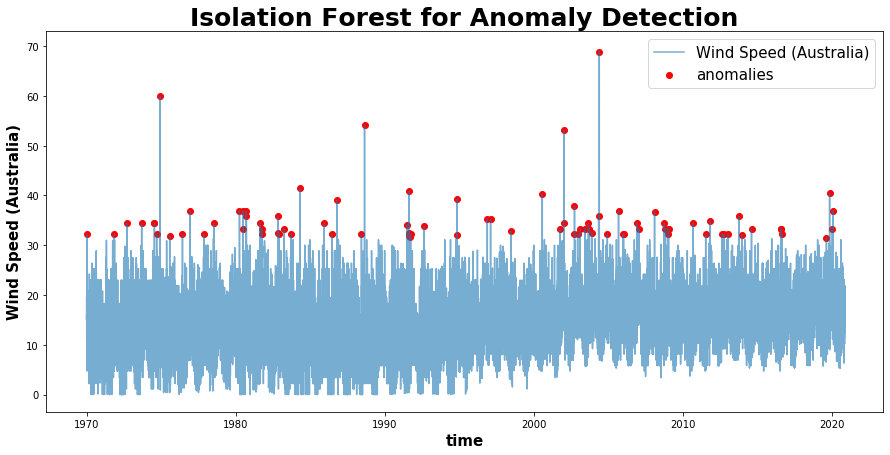 Isolation Forest for Anomaly Detection
Wind Speed (Australia)
anomalies
Wind Speed (Australia)
70
60
50
40
30
20
10
0
1970 1980 1990 2000 2010 2020
time